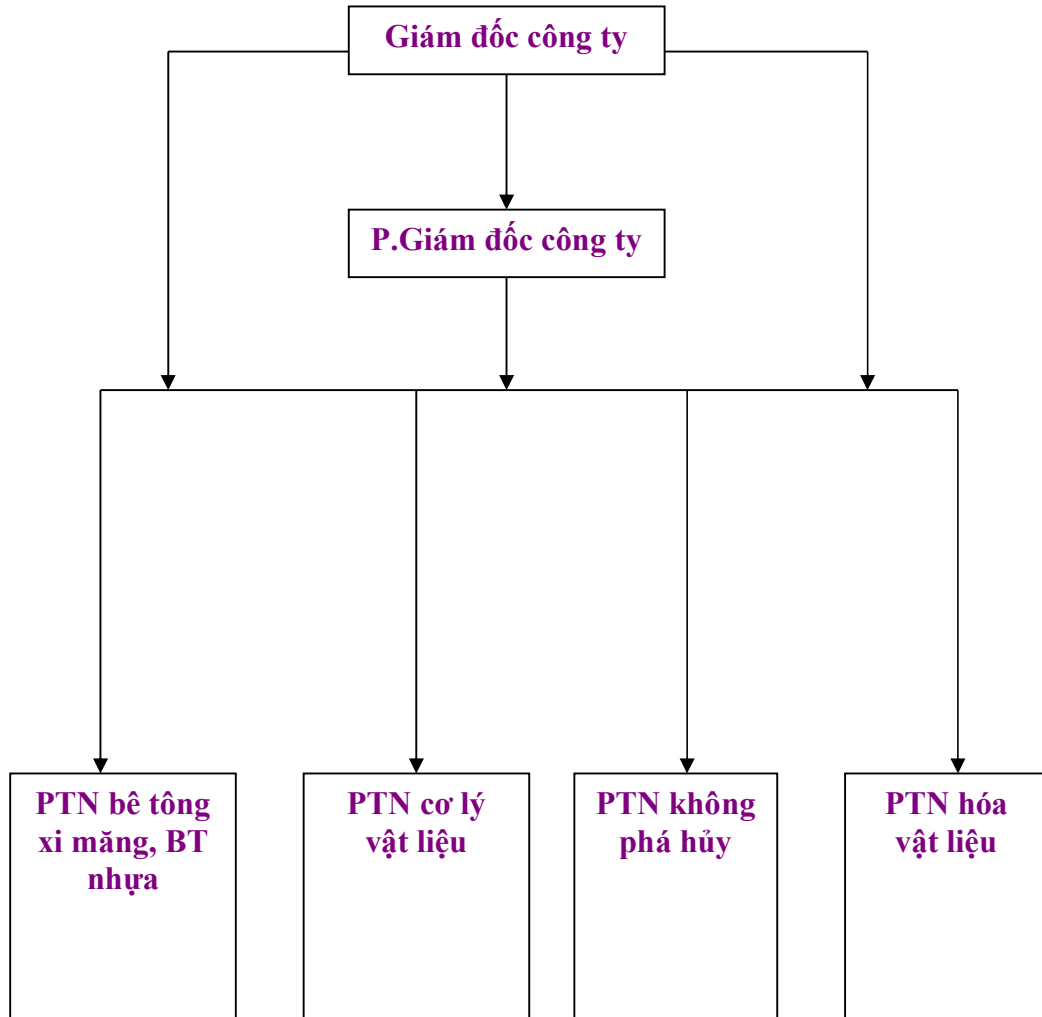 Giám đốc công ty
P.Giám đốc công ty
PTN bê tông
xi măng, BT
nhựa
PTN cơ lý
vật liệu
PTN không
phá hủy
PTN hóa
vật liệu